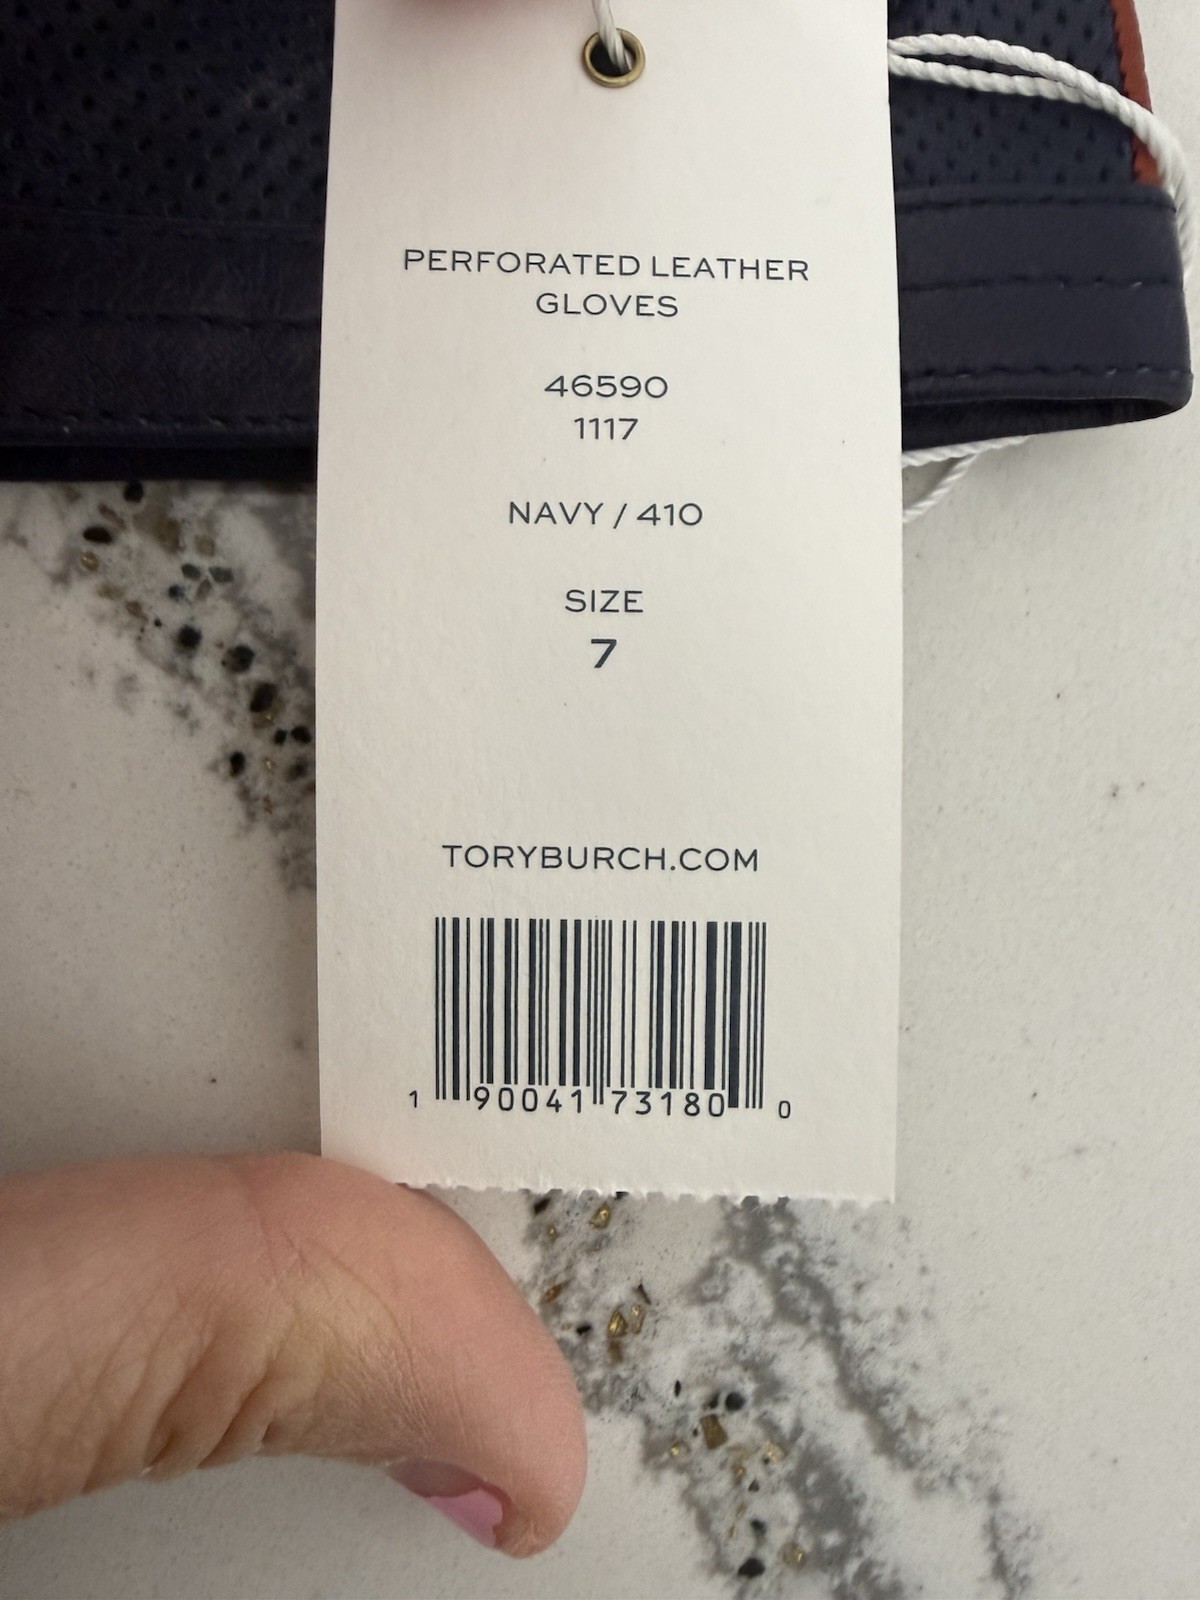 PERFORATED LEATHER
GLOVES
46590
1117
NAVY / 410
SIZE
7
TORYBURCH.COM
1 90041 73180 0